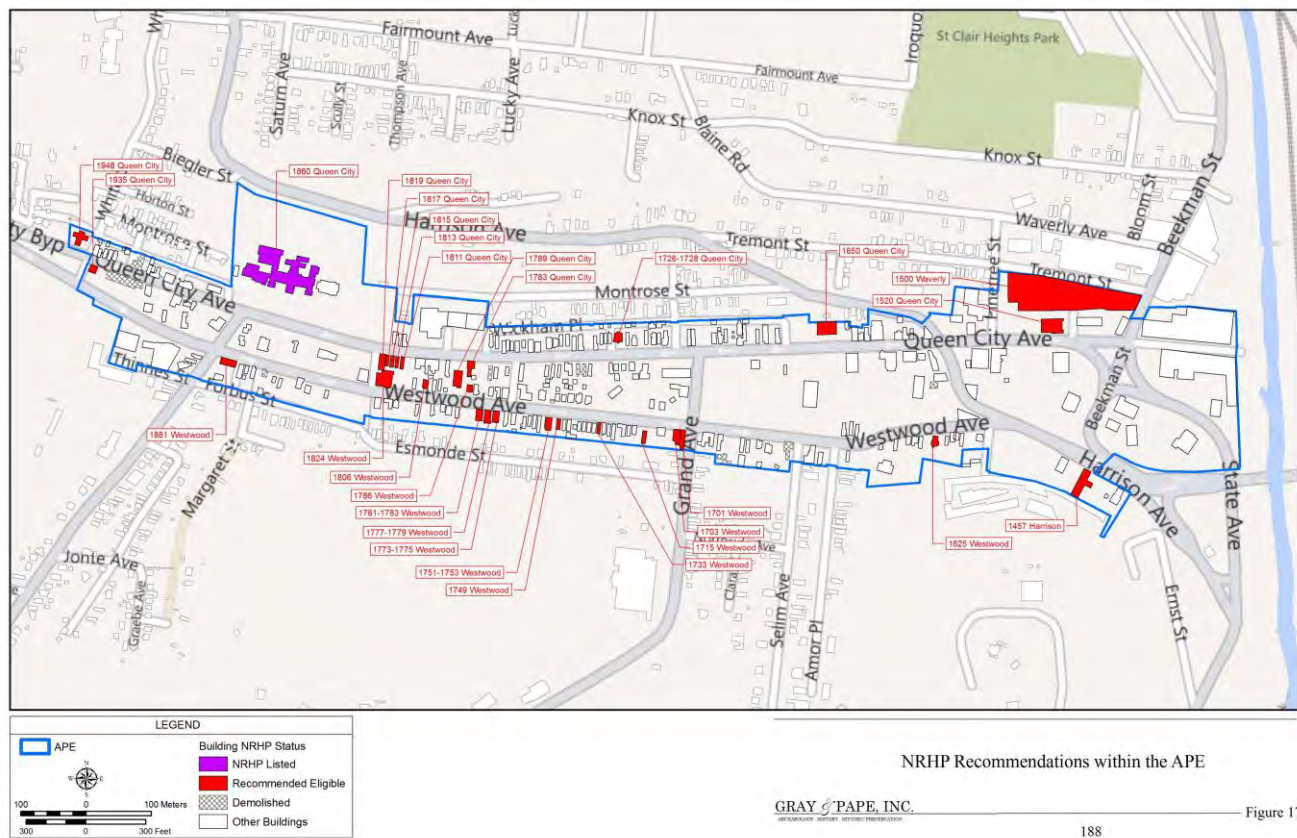 Fairmount Ave
St Clair Heights Park
Fairmount Ave
Saturn Ave
Scully St
Thompson Ave
Lucky Ave
Knox St
Blaine Rd
Knox St
Bloom St
Beekman St
Biegler St
1948 Queen City
1935 Queen City
1860 Queen City
1819 Queen City
1817 Queen City
1815 Queen City
1813 Queen City
1811 Queen City
1789 Queen City
1783 Queen City
1726-1728 Queen City
1650 Queen City
1500 Waverly
1520 Queen City
Horton St
Montrose St
Harrison Ave
Tremont St
Waverly Ave
Tremont St
Montrose St
Queen City Ave
Queen City Ave
Thinnes St
Forbus St
Westwood Ave
Westwood Ave
Beekman St
Harrison Ave
State Ave
Grand Ave
Esmonde St
Margaret St
1881 Westwood
1824 Westwood
1806 Westwood
1786 Westwood
1781-1783 Westwood
1777-1779 Westwood
1773-1775 Westwood
1751-1753 Westwood
1749 Westwood
1701 Westwood
1703 Westwood
1715 Westwood
1733 Westwood
1625 Westwood
1457 Harrison
Jonte Ave
Graebe Ave
Selim Ave
Amor Pl
Ernst St
LEGEND
APE
Building NRHP Status
NRHP Listed
Recommended Eligible
Demolished
Other Buildings
N
W
E
S
100 0 100 Meters
300 0 300 Feet
NRHP Recommendations within the APE
GRAY & PAPE, INC.
ARCHAEOLOGY · HISTORY · HISTORIC PRESERVATION
Figure 17
188